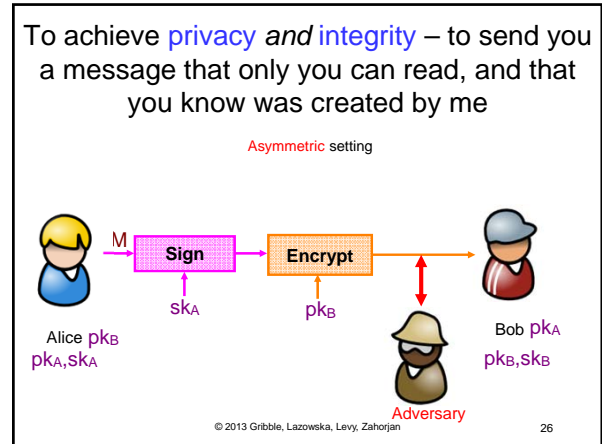 To achieve privacy and integrity – to send you
a message that only you can read, and that
you know was created by me
Asymmetric setting
M
Sign
Encrypt
skA
pkB
Alice pkB
pkA,skA
Bob pkA
pkB,skB
Adversary
© 2013 Gribble, Lazowska, Levy, Zahorjan
26